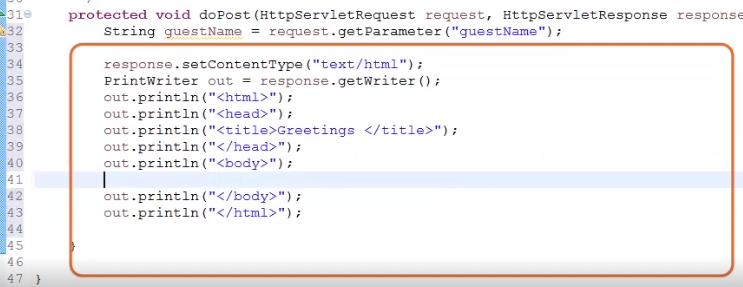 31 protected void doPost(HttpServletRequest request, HttpServletResponse response
32 String guestName = request.getParameter("guestName");
33
34 response.setContentType("text/html");
35 PrintWriter out = response.getWriter();
36 out.println("<html>");
37 out.println("<head>");
38 out.println("<title>Greetings </title>");
39 out.println("</head>");
40 out.println("<body>");
41
42 out.println("</body>");
43 out.println("</html>");
44
45 }
46
47 }